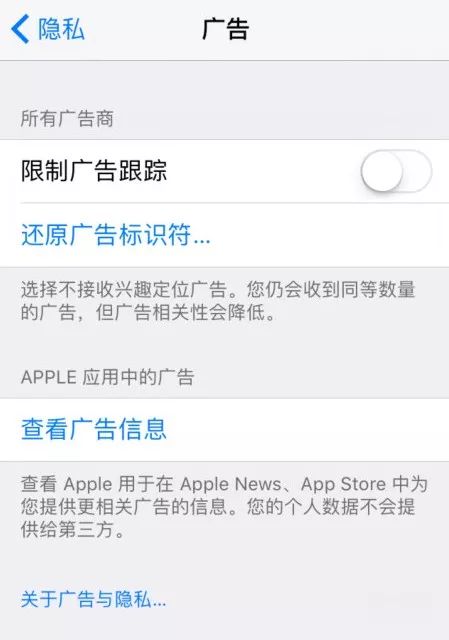 隐私
广告
所有广告商
限制广告跟踪
还原广告标识符...
选择不接收兴趣定位广告。您仍会收到同等数量
的广告，但广告相关性会降低。
APPLE 应用中的广告
查看广告信息
查看 Apple 用于在 Apple News、App Store 中为
您提供更相关广告的信息。您的个人数据不会提
供给第三方。
关于广告与隐私...